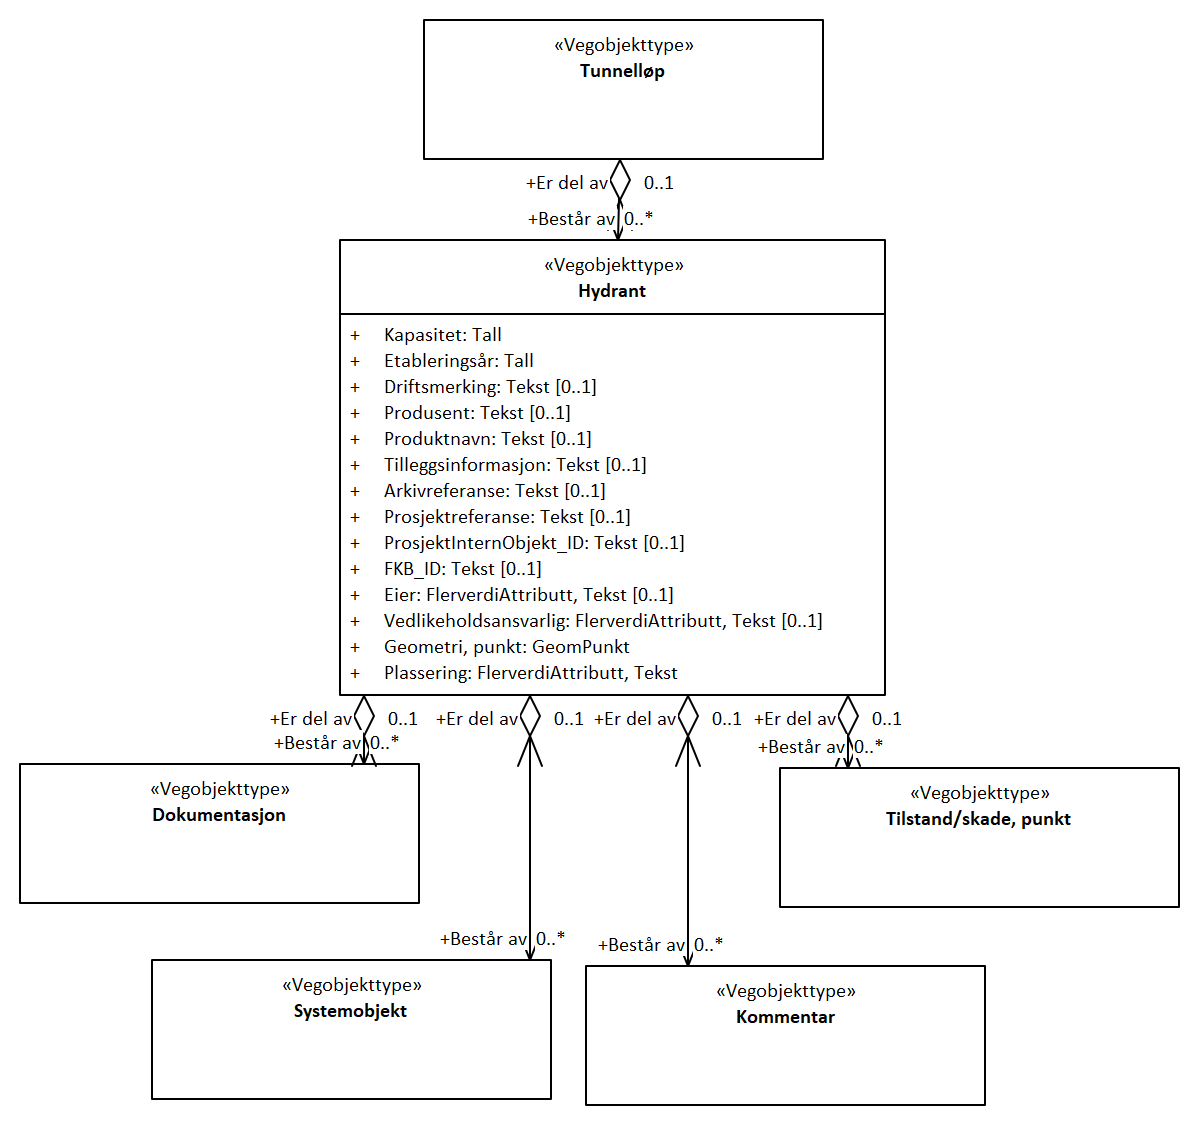 «Vegobjekttype»
Tunnelløp
+Er del av 0..1
+Består av 0..*
«Vegobjekttype»
Hydrant
+ Kapasitet: Tall
+ Etableringsår: Tall
+ Driftsmerking: Tekst [0..1]
+ Produsent: Tekst [0..1]
+ Produktnavn: Tekst [0..1]
+ Tilleggsinformasjon: Tekst [0..1]
+ Arkivreferanse: Tekst [0..1]
+ Prosjektreferanse: Tekst [0..1]
+ ProsjektInternObjekt_ID: Tekst [0..1]
+ FKB_ID: Tekst [0..1]
+ Eier: FlerverdiAttributt, Tekst [0..1]
+ Vedlikeholdsansvarlig: FlerverdiAttributt, Tekst [0..1]
+ Geometri, punkt: GeomPunkt
+ Plassering: FlerverdiAttributt, Tekst
+Er del av 0..1 +Er del av 0..1 +Er del av 0..1 +Er del av 0..1
+Består av 0..*
+Består av 0..*
«Vegobjekttype»
Dokumentasjon
«Vegobjekttype»
Tilstand/skade, punkt
+Består av 0..*
+Består av 0..*
«Vegobjekttype»
Systemobjekt
«Vegobjekttype»
Kommentar